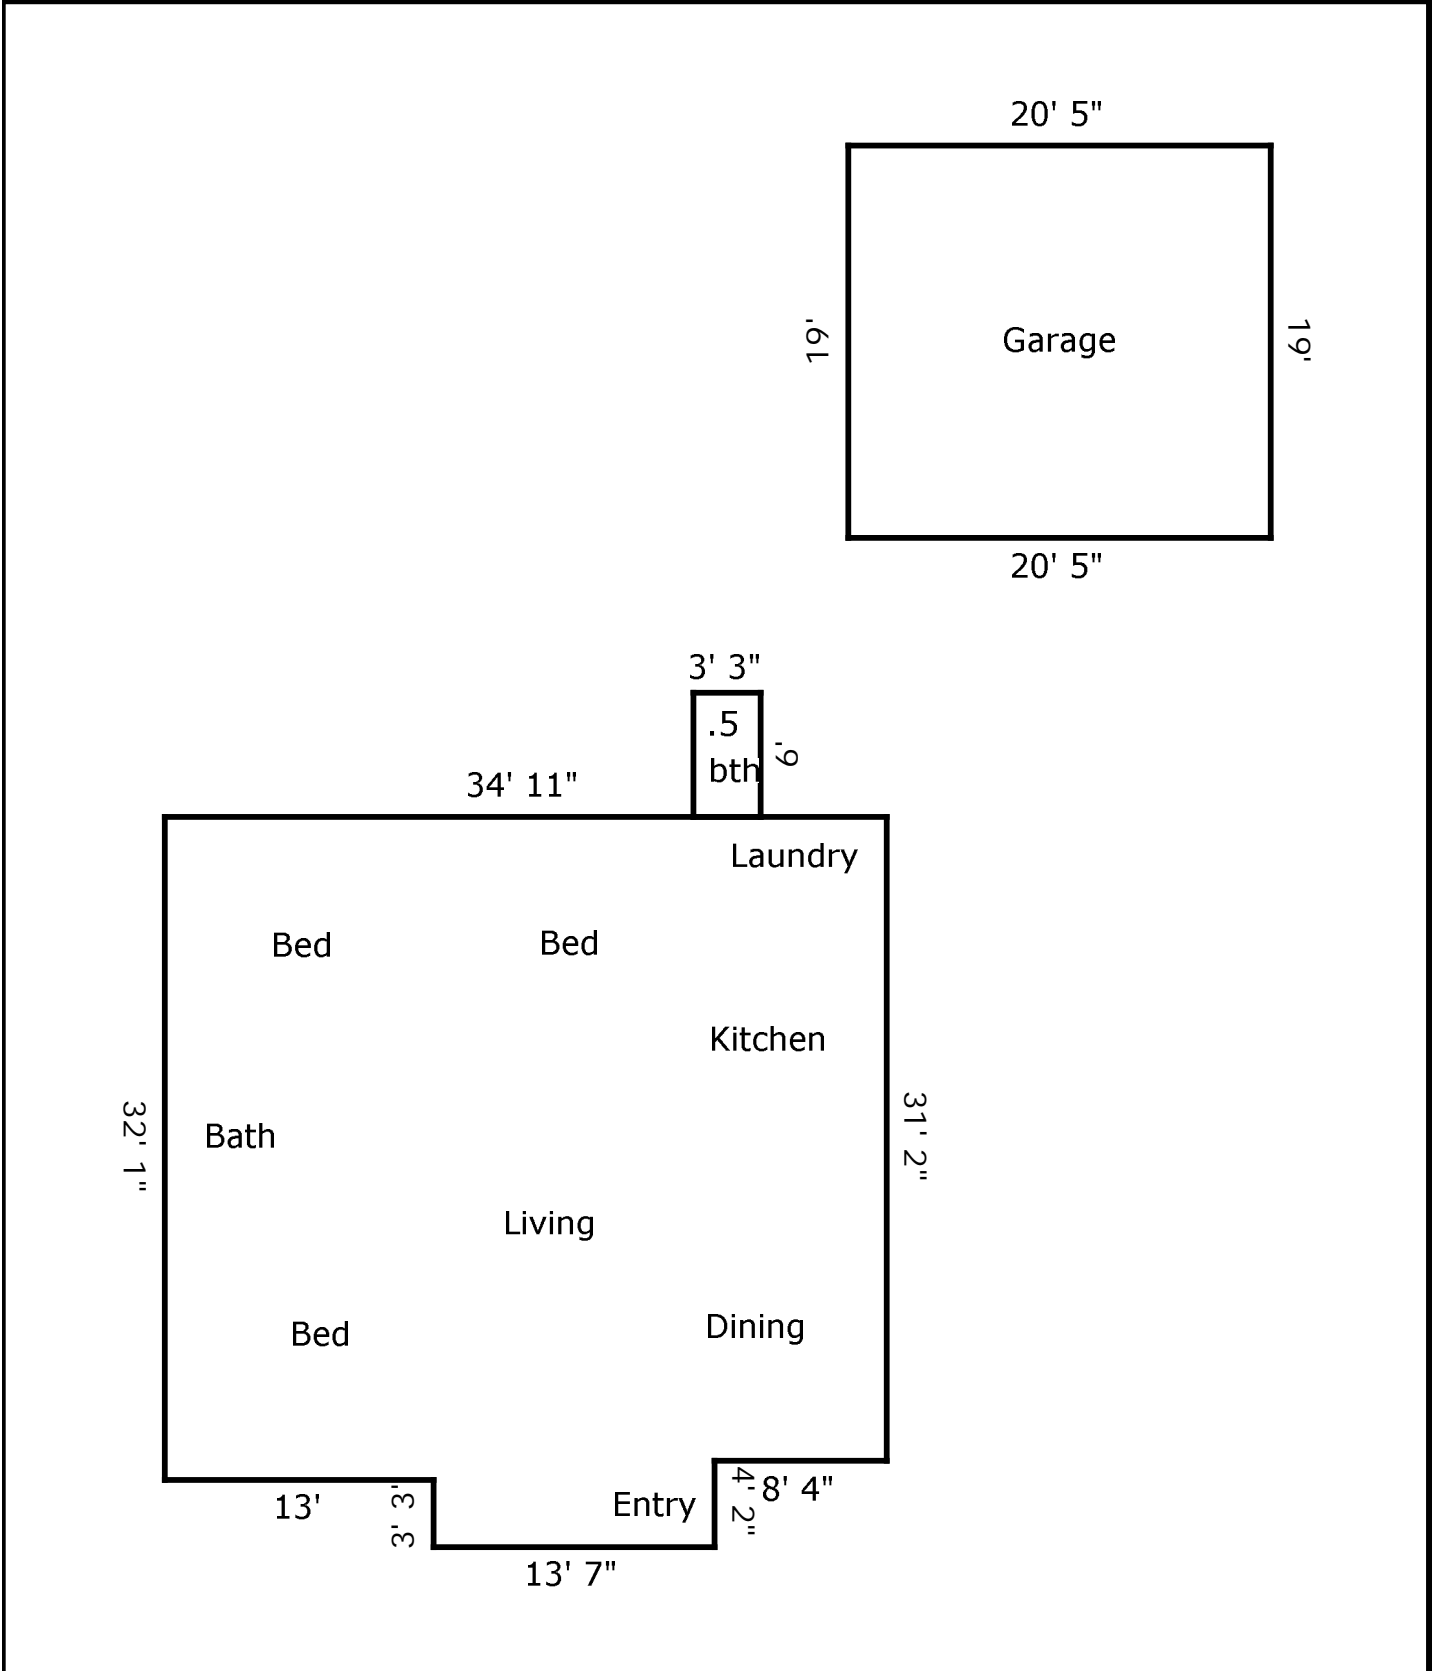 20' 5"
19'
Garage
19'
20' 5"
3' 3"
.5
bth
6'
34' 11"
Laundry
Bed
Bed
Kitchen
32' 1"
31' 2"
Bath
Living
Bed
Dining
13'
3' 3"
Entry
4' 2"
8' 4"
13' 7"